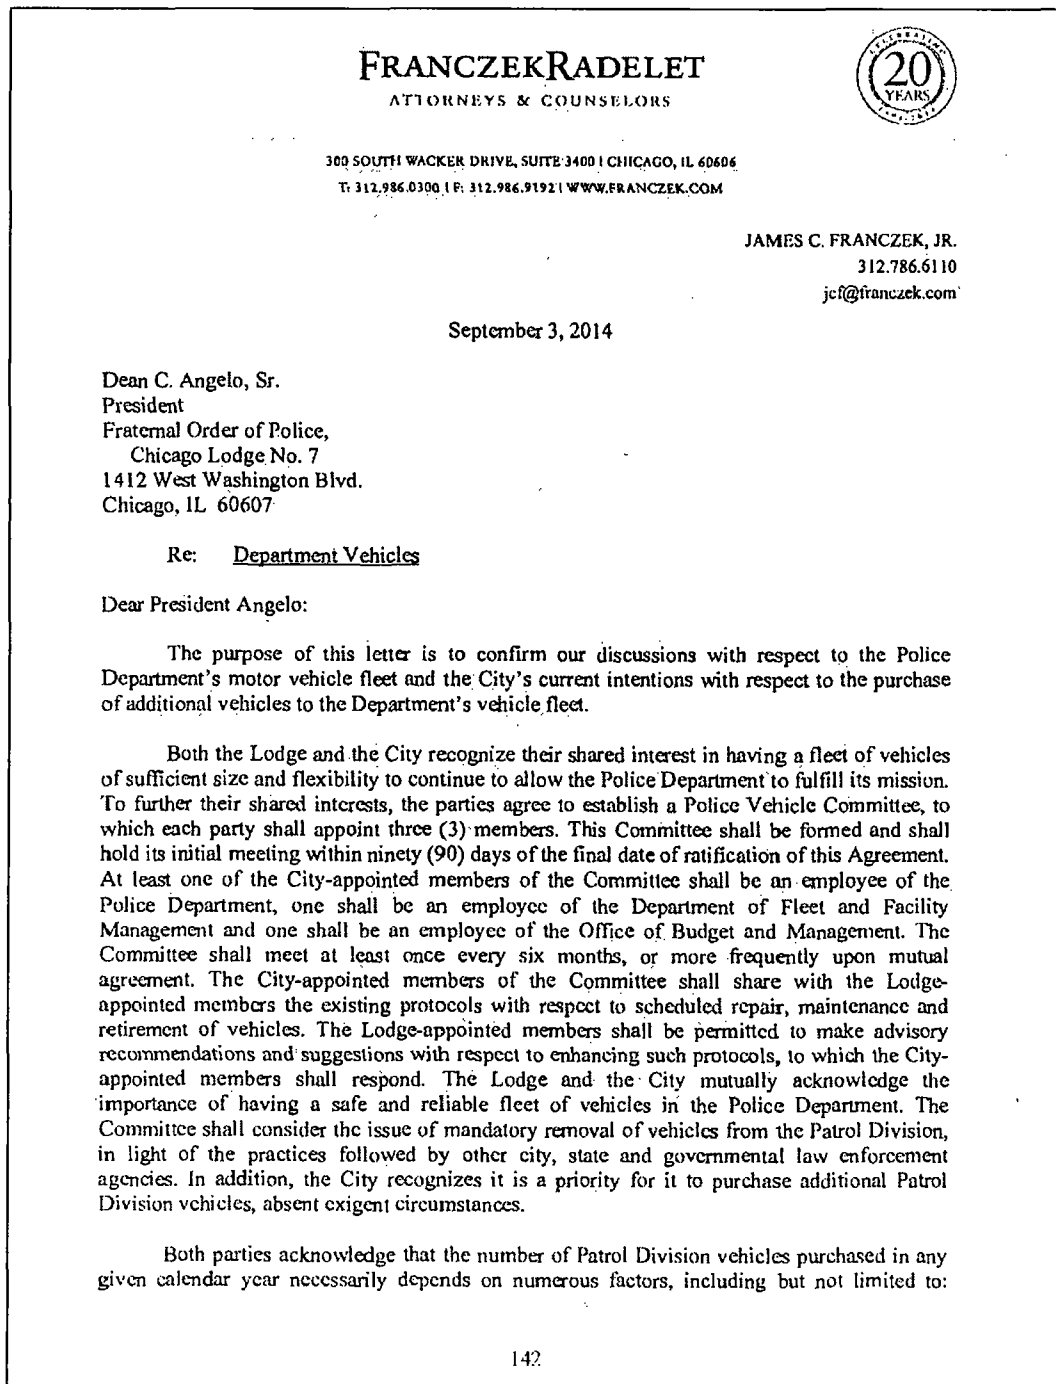 FRANCZEKRADELET
ATTORNEYS & COUNSELORS
CELEBRATING
20
YEARS
300 SOUTH WACKER DRIVE, SUITE 3400 | CHICAGO, IL 60606
T: 312.986.0300 | F: 312.986.9192 | WWW.FRANCZEK.COM
JAMES C. FRANCZEK, JR.
312.786.6110
jcf@franczek.com
September 3, 2014
Dean C. Angelo, Sr.
President
Fraternal Order of Police,
Chicago Lodge No. 7
1412 West Washington Blvd.
Chicago, IL 60607
Re: Department Vehicles
Dear President Angelo:
The purpose of this letter is to confirm our discussions with respect to the Police
Department's motor vehicle fleet and the City's current intentions with respect to the purchase
of additional vehicles to the Department's vehicle fleet.
Both the Lodge and the City recognize their shared interest in having a fleet of vehicles
of sufficient size and flexibility to continue to allow the Police Department to fulfill its mission.
To further their shared interests, the parties agree to establish a Police Vehicle Committee, to
which each party shall appoint three (3) members. This Committee shall be formed and shall
hold its initial meeting within ninety (90) days of the final date of ratification of this Agreement.
At least one of the City-appointed members of the Committee shall be an employee of the
Police Department, one shall be an employee of the Department of Fleet and Facility
Management and one shall be an employee of the Office of Budget and Management. The
Committee shall meet at least once every six months, or more frequently upon mutual
agreement. The City-appointed members of the Committee shall share with the Lodge-
appointed members the existing protocols with respect to scheduled repair, maintenance and
retirement of vehicles. The Lodge-appointed members shall be permitted to make advisory
recommendations and suggestions with respect to enhancing such protocols, to which the City-
appointed members shall respond. The Lodge and the City mutually acknowledge the
importance of having a safe and reliable fleet of vehicles in the Police Department. The
Committee shall consider the issue of mandatory removal of vehicles from the Patrol Division,
in light of the practices followed by other city, state and governmental law enforcement
agencies. In addition, the City recognizes it is a priority for it to purchase additional Patrol
Division vehicles, absent exigent circumstances.
Both parties acknowledge that the number of Patrol Division vehicles purchased in any
given calendar year necessarily depends on numerous factors, including but not limited to:
142